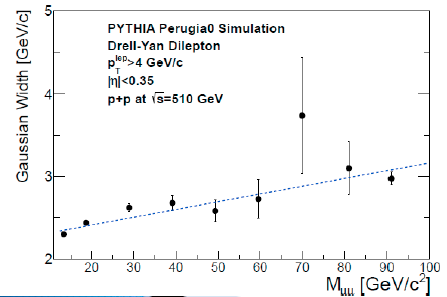 5
4
3
2
Gaussian Width [GeV/c]
PYTHIA Perugia0 Simulation
Drell-Yan Dilepton
p_T^lep>4 GeV/c
|η|<0.35
p+p at √s=510 GeV
20 30 40 50 60 70 80 90 100
M_μμ [GeV/c²]